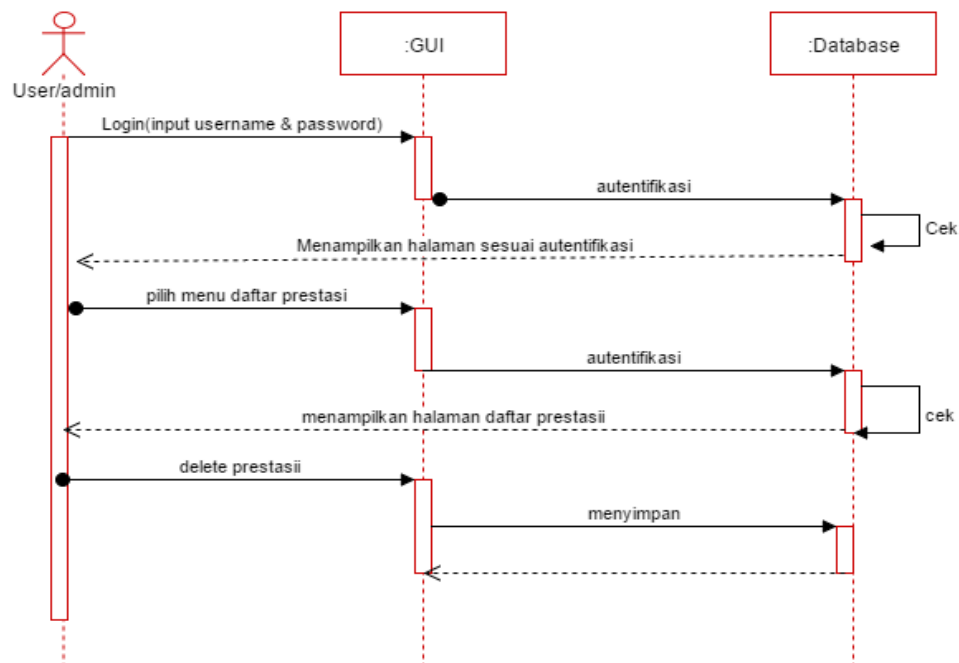 :GUI
:Database
User/admin
Login(input username & password)
autentifikasi
Cek
Menampilkan halaman sesuai autentifikasi
pilih menu daftar prestasi
autentifikasi
menampilkan halaman daftar prestasii
cek
delete prestasii
menyimpan